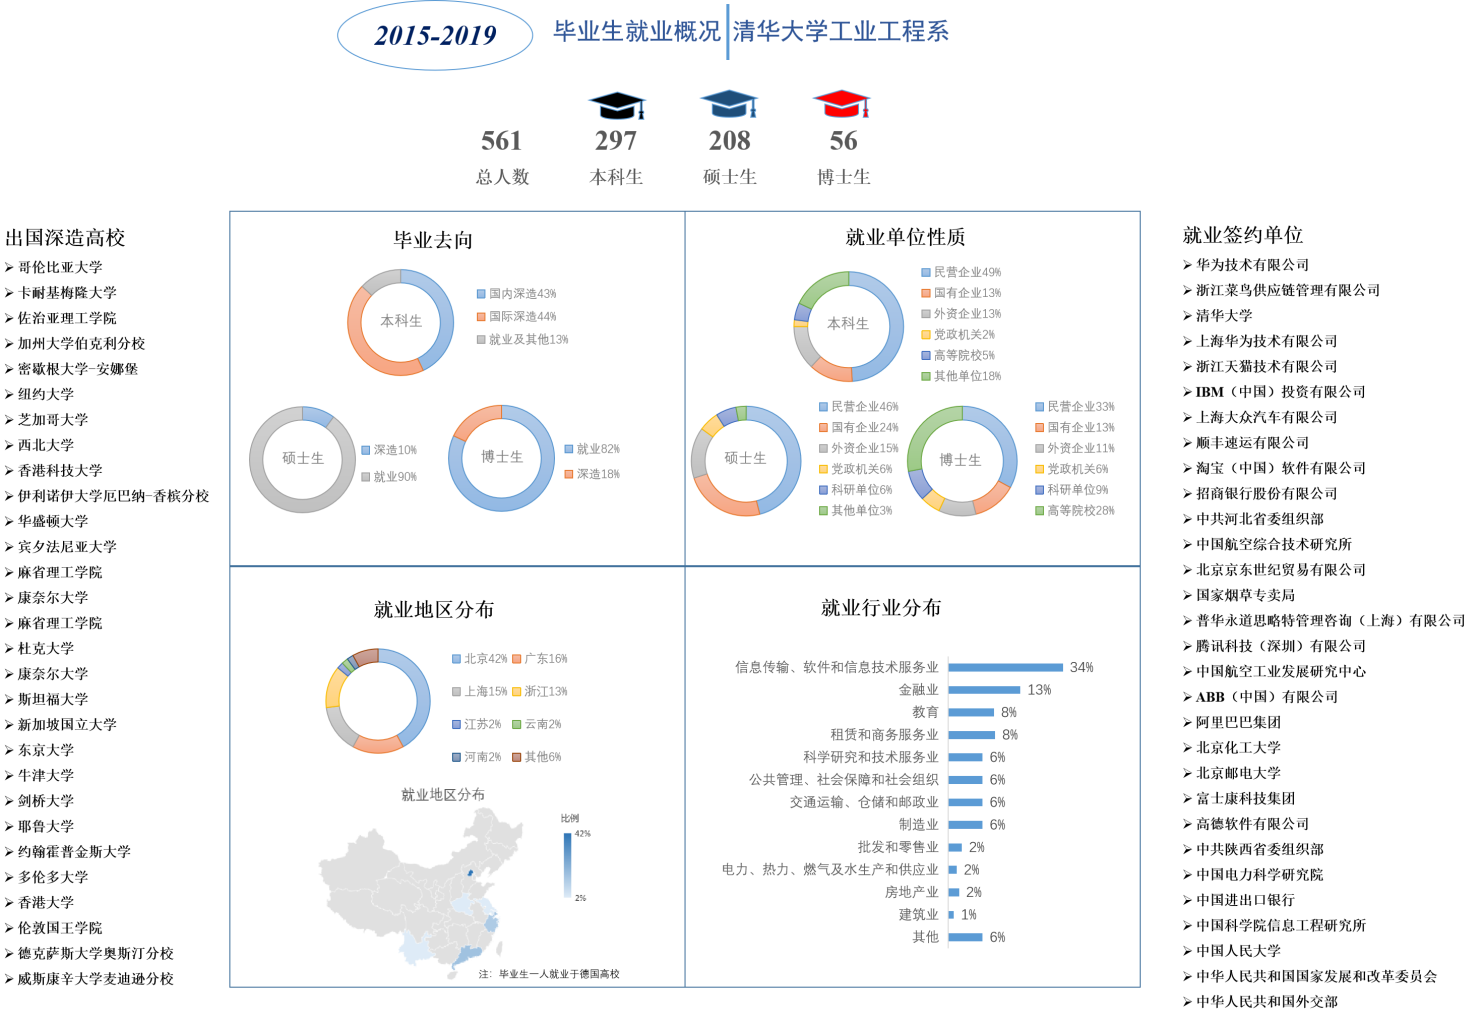 2015-2019
毕业生就业概况
清华大学工业工程系
561
297
208
56
总人数
本科生
硕士生
博士生
出国深造高校
哥伦比亚大学
卡耐基梅隆大学
佐治亚理工学院
加州大学伯克利分校
密歇根大学-安娜堡
纽约大学
芝加哥大学
西北大学
香港科技大学
伊利诺伊大学厄巴纳-香槟分校
华盛顿大学
宾夕法尼亚大学
麻省理工学院
康奈尔大学
麻省理工学院
杜克大学
康奈尔大学
斯坦福大学
新加坡国立大学
东京大学
牛津大学
剑桥大学
耶鲁大学
约翰霍普金斯大学
多伦多大学
香港大学
伦敦国王学院
德克萨斯大学奥斯汀分校
威斯康辛大学麦迪逊分校
毕业去向
本科生
国内深造43%
国际深造44%
就业及其他13%
硕士生
深造10%
就业90%
博士生
就业82%
深造18%
就业单位性质
本科生
民营企业49%
国有企业13%
外资企业13%
党政机关2%
高等院校5%
其他单位18%
硕士生
民营企业46%
国有企业24%
外资企业15%
党政机关6%
科研单位6%
其他单位3%
博士生
民营企业33%
国有企业13%
外资企业11%
党政机关6%
科研单位9%
高等院校28%
就业地区分布
北京42% 广东16%
上海15% 浙江13%
江苏2% 云南2%
河南2% 其他6%
就业地区分布
比例
42%
2%
注：毕业生一人就业于德国高校
就业行业分布
信息传输、软件和信息技术服务业 34%
金融业 13%
教育 8%
租赁和商务服务业 8%
科学研究和技术服务业 6%
公共管理、社会保障和社会组织 6%
交通运输、仓储和邮政业 6%
制造业 6%
批发和零售业 2%
电力、热力、燃气及水生产和供应业 2%
房地产业 2%
建筑业 1%
其他 6%
就业签约单位
华为技术有限公司
浙江菜鸟供应链管理有限公司
清华大学
上海华为技术有限公司
浙江天猫技术有限公司
IBM（中国）投资有限公司
上海大众汽车有限公司
顺丰速运有限公司
淘宝（中国）软件有限公司
招商银行股份有限公司
中共河北省委组织部
中国航空综合技术研究所
北京京东世纪贸易有限公司
国家烟草专卖局
普华永道思略特管理咨询（上海）有限公司
腾讯科技（深圳）有限公司
中国航空工业发展研究中心
ABB（中国）有限公司
阿里巴巴集团
北京化工大学
北京邮电大学
富士康科技集团
高德软件有限公司
中共陕西省委组织部
中国电力科学研究院
中国进出口银行
中国科学院信息工程研究所
中国人民大学
中华人民共和国国家发展和改革委员会
中华人民共和国外交部